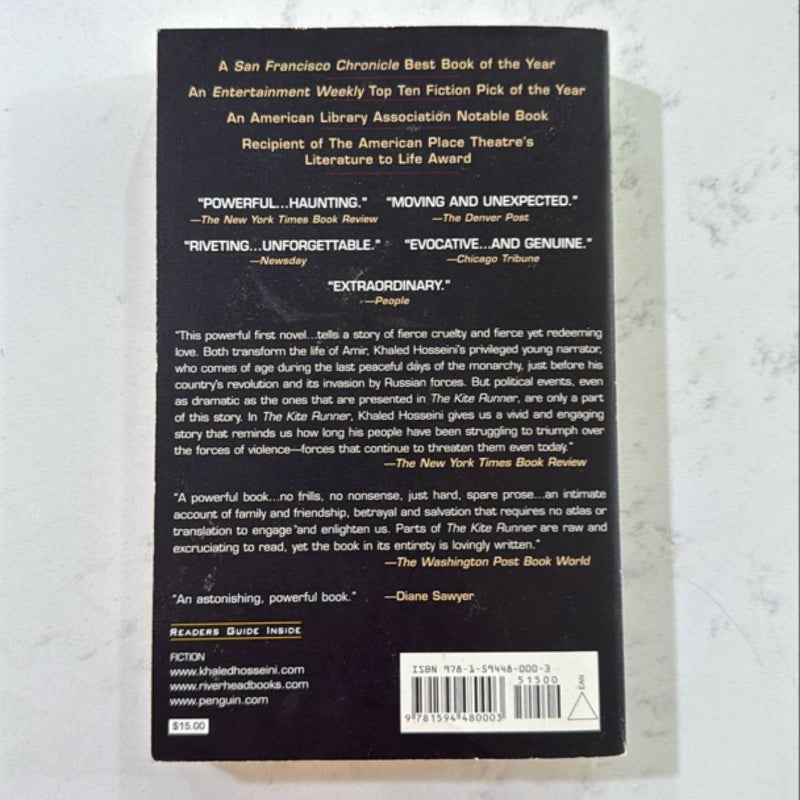 A San Francisco Chronicle Best Book of the Year
An Entertainment Weekly Top Ten Fiction Pick of the Year
An American Library Association Notable Book
Recipient of The American Place Theatre's
Literature to Life Award
"POWERFUL...HAUNTING." "MOVING AND UNEXPECTED."
—The New York Times Book Review —The Denver Post
"RIVETING...UNFORGETTABLE." "EVOCATIVE...AND GENUINE."
—Newsday —Chicago Tribune
"EXTRAORDINARY."
—People
"This powerful first novel...tells a story of fierce cruelty and fierce yet redeeming
love. Both transform the life of Amir, Khaled Hosseini's privileged young narrator,
who comes of age during the last peaceful days of the monarchy, just before his
country's revolution and its invasion by Russian forces. But political events, even
as dramatic as the ones that are presented in The Kite Runner, are only a part
of this story. In The Kite Runner, Khaled Hosseini gives us a vivid and engaging
story that reminds us how long his people have been struggling to triumph over
the forces of violence—forces that continue to threaten them even today."
—The New York Times Book Review
"A powerful book...no frills, no nonsense, just hard, spare prose...an intimate
account of family and friendship, betrayal and salvation that requires no atlas or
translation to engage and enlighten us. Parts of The Kite Runner are raw and
excruciating to read, yet the book in its entirety is lovingly written."
—The Washington Post Book World
"An astonishing, powerful book." —Diane Sawyer
READERS GUIDE INSIDE
FICTION
www.khaledhosseini.com
www.riverheadbooks.com
www.penguin.com
$15.00
ISBN 978-1-59448-000-3
51500
EAN
9 781594 480003